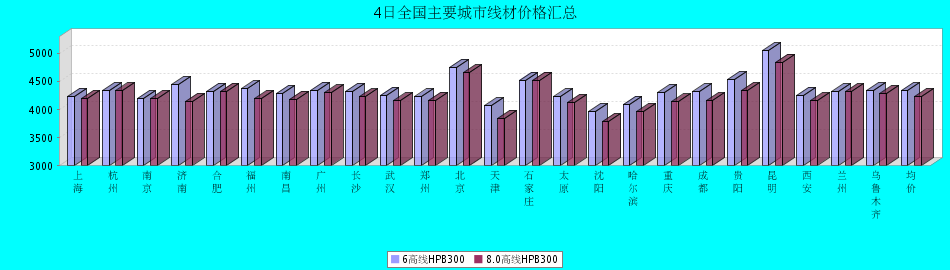 4日全国主要城市线材价格汇总
5000
4500
4000
3500
3000
上海 杭州 南京 济南 合肥 福州 南昌 广州 长沙 武汉 郑州 北京 天津 石家庄 太原 沈阳 哈尔滨 重庆 成都 贵阳 昆明 西安 兰州 乌鲁木齐 均价
6高线HPB300 8.0高线HPB300